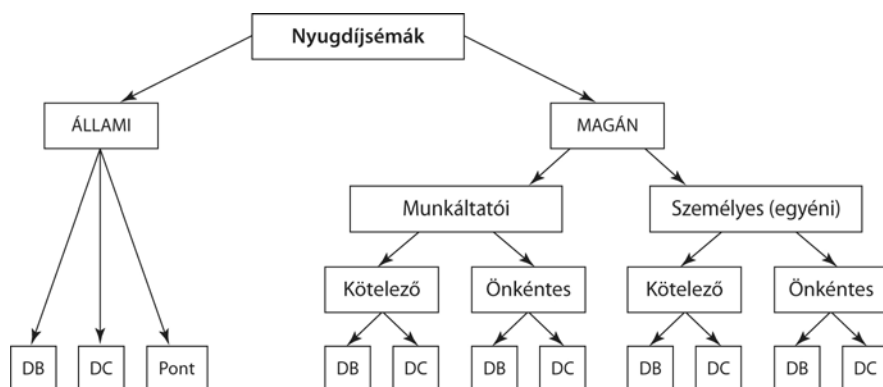 Nyugdíjsémák
ÁLLAMI
MAGÁN
Munkáltatói
Személyes (egyéni)
Kötelező
Önkéntes
Kötelező
Önkéntes
DB
DC
Pont
DB
DC
DB
DC
DB
DC
DB
DC